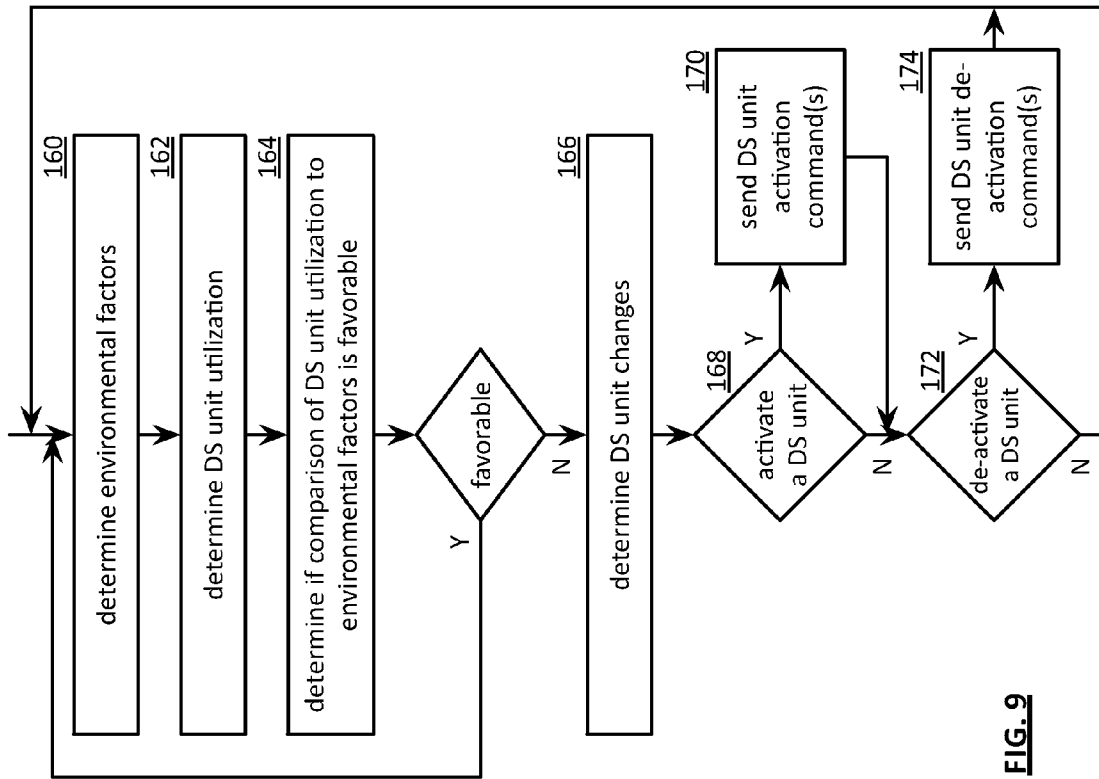 160
determine environmental factors
162
determine DS unit utilization
164
determine if comparison of DS unit utilization to
environmental factors is favorable
favorable
Y
N
166
determine DS unit changes
168
activate
a DS unit
Y
N
170
send DS unit
activation
command(s)
172
de-activate
a DS unit
Y
N
174
send DS unit de-
activation
command(s)
FIG. 9